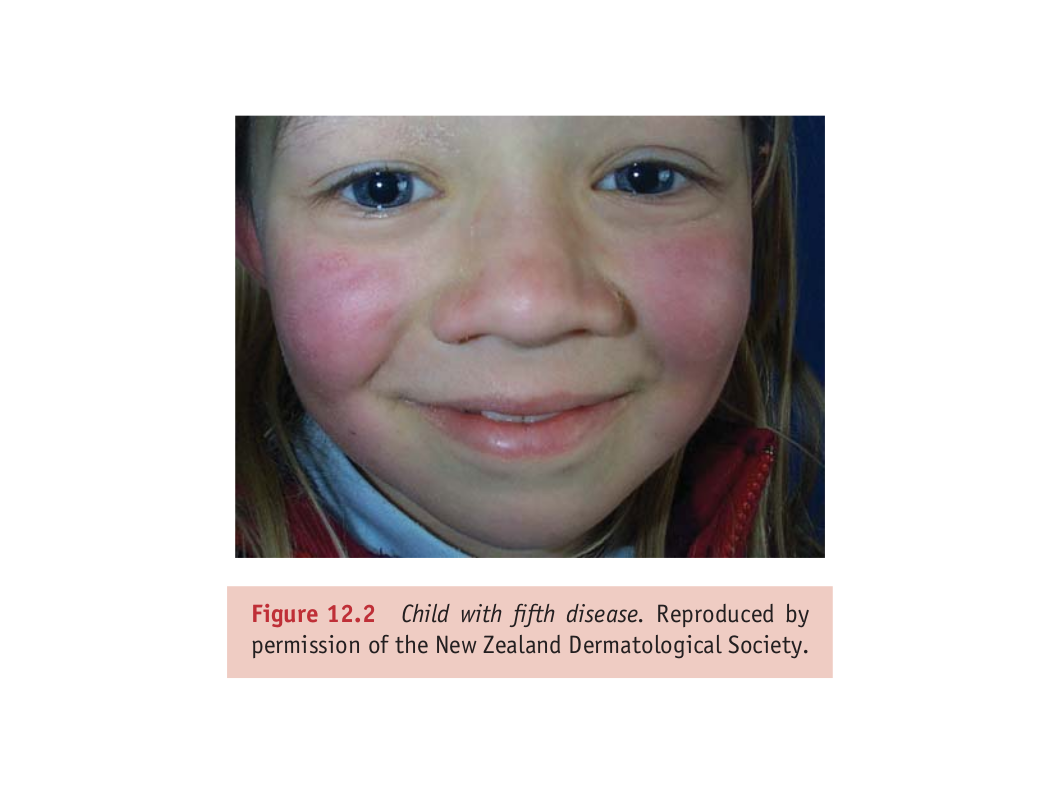 Figure 12.2 Child with fifth disease. Reproduced by
permission of the New Zealand Dermatological Society.